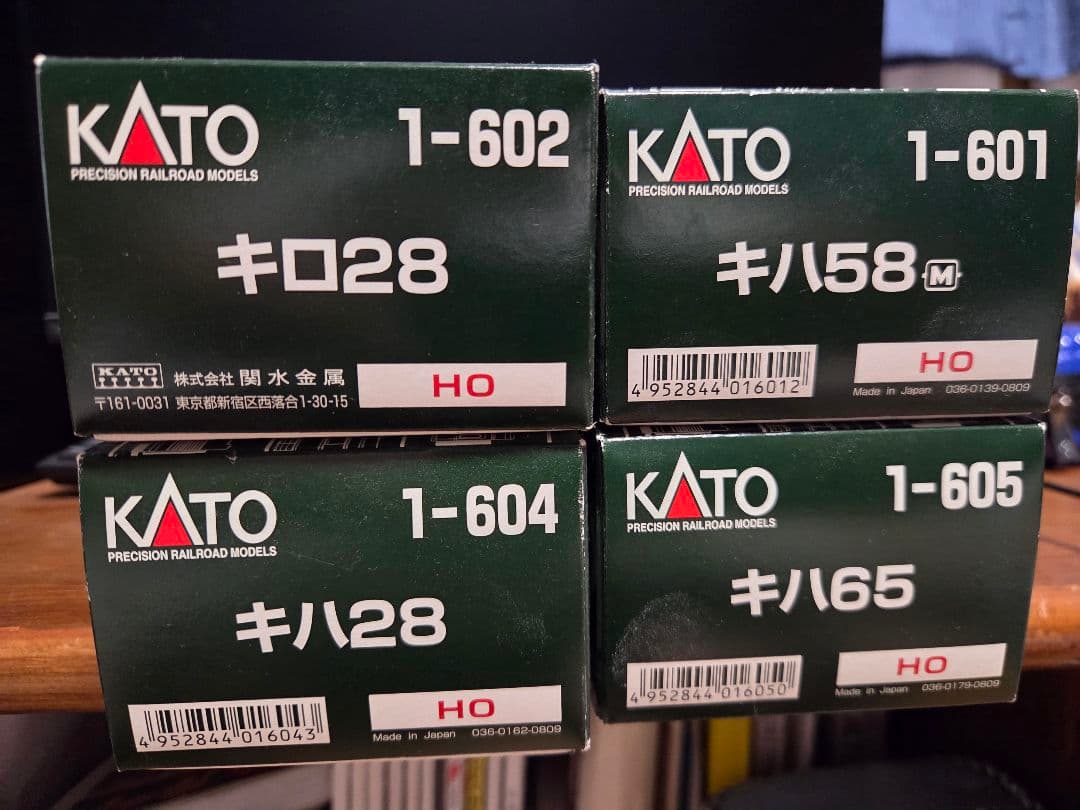 KATO 1-602
PRECISION RAILROAD MODELS
キロ28
KATO 株式会社 関水金属
〒161-0031 東京都新宿区西落合1-30-15
HO
KATO 1-601
PRECISION RAILROAD MODELS
キハ58 M
HO
4 952844 016012
Made in Japan 036-0139-0809
KATO 1-604
PRECISION RAILROAD MODELS
キハ28
HO
4 952844 016043
Made in Japan 036-0162-0809
KATO 1-605
PRECISION RAILROAD MODELS
キハ65
HO
4 952844 016050
Made in Japan 036-0179-0809